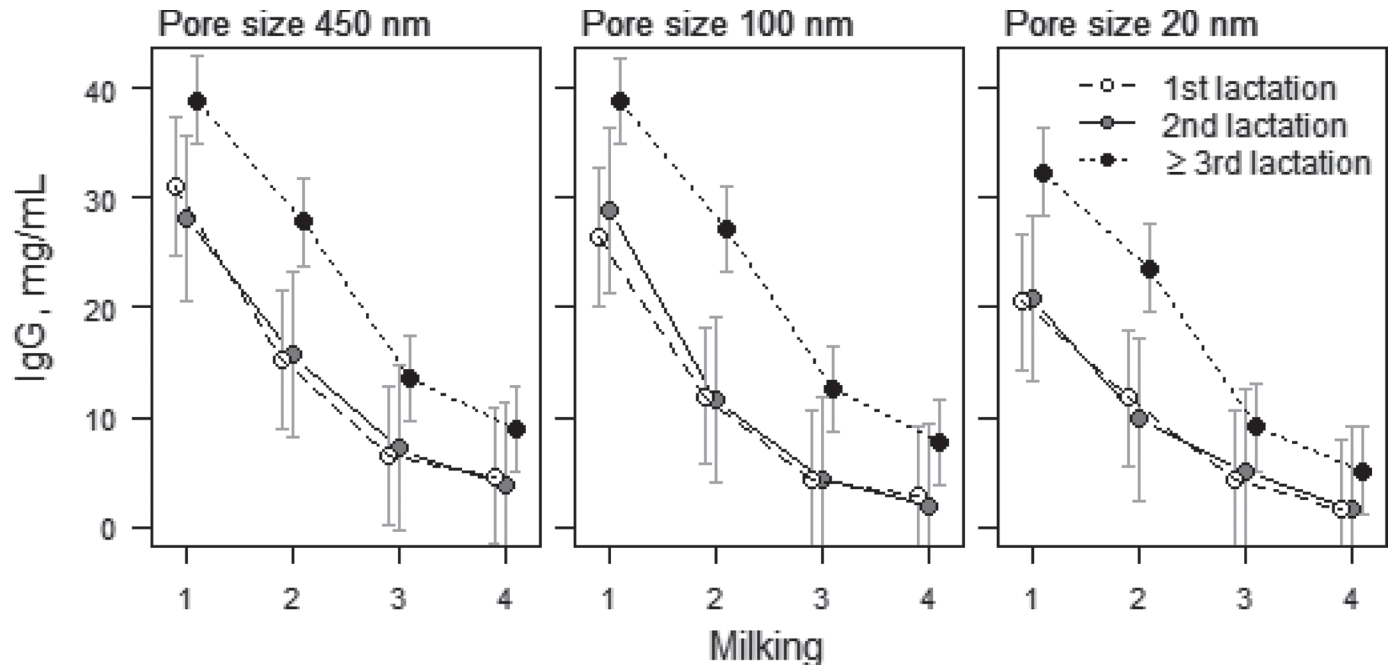 Pore size 450 nm
Pore size 100 nm
Pore size 20 nm
1st lactation
2nd lactation
≥ 3rd lactation
IgG, mg/mL
40
30
20
10
0
1 2 3 4
1 2 3 4
1 2 3 4
Milking